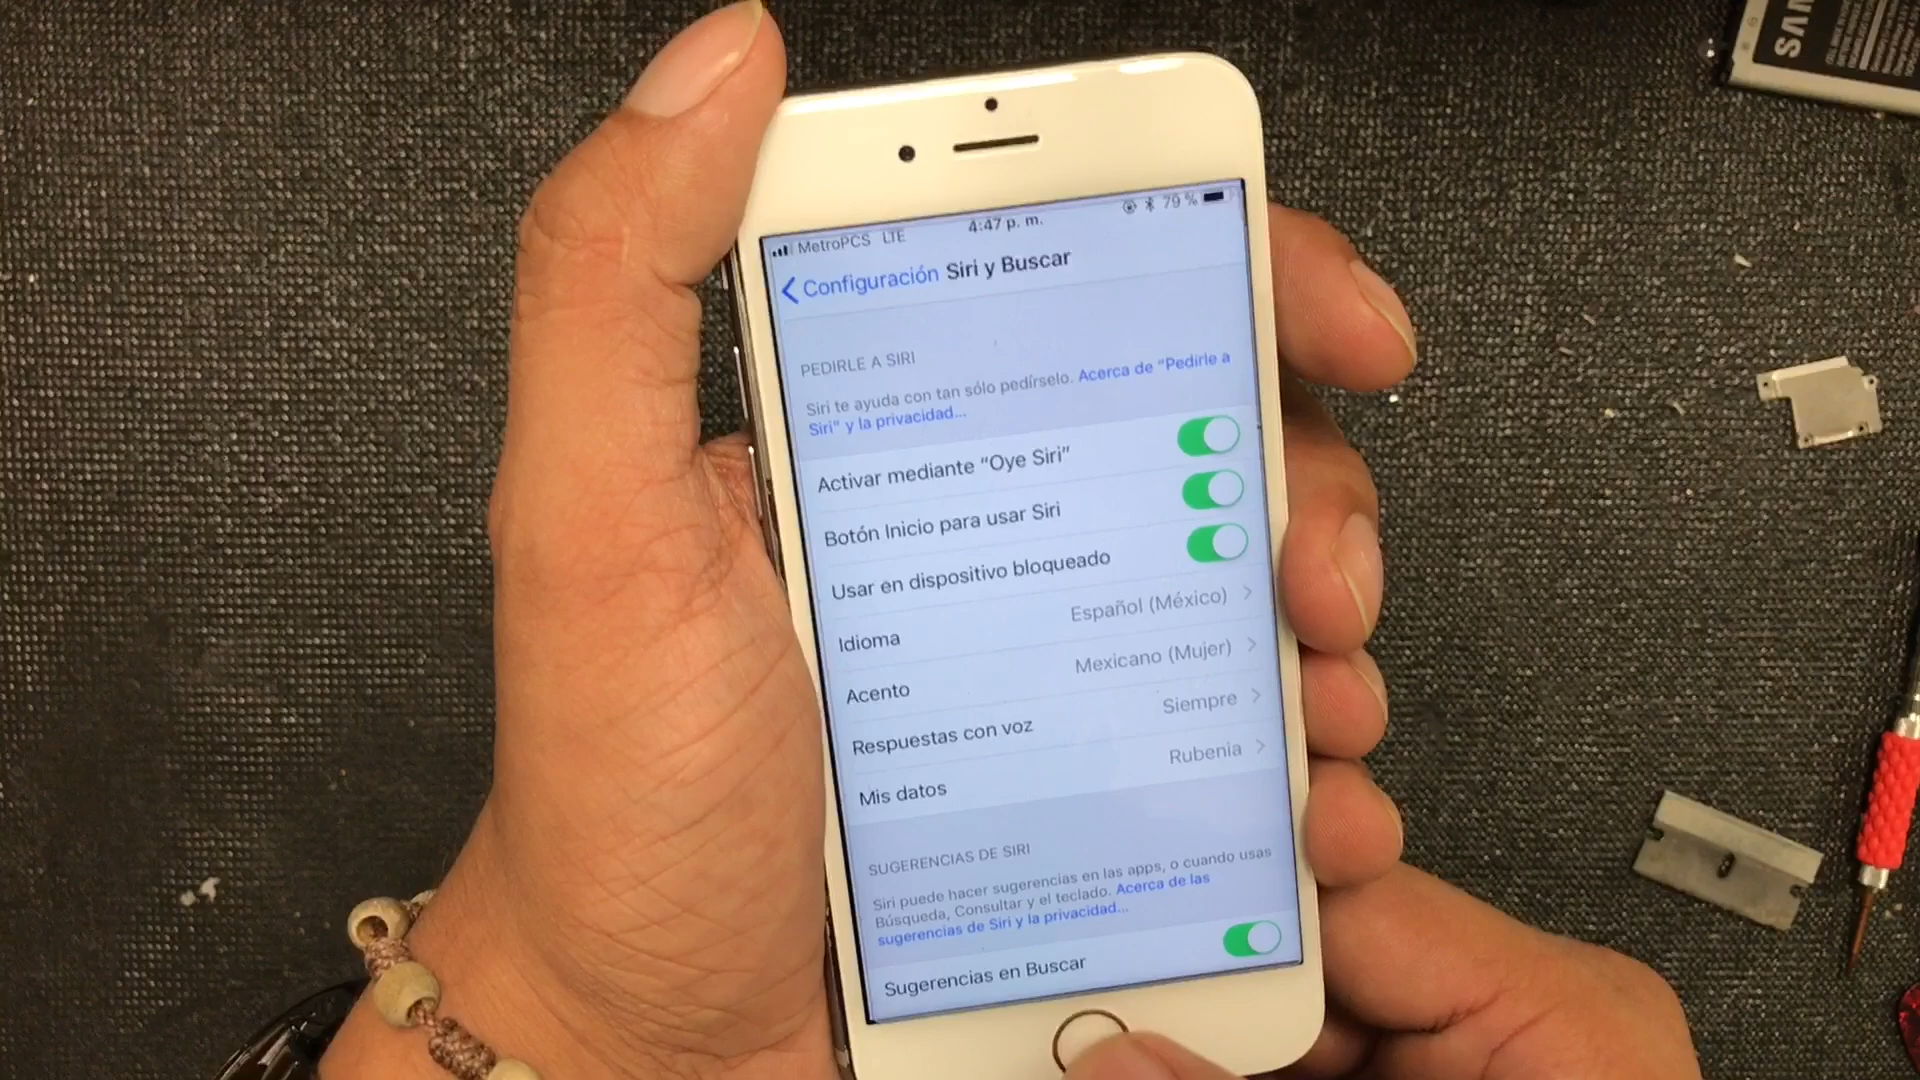 MetroPCS LTE 4:47 p. m. 79 %
Configuración Siri y Buscar
PEDIRLE A SIRI
Siri te ayuda con tan sólo pedírselo. Acerca de "Pedirle a
Siri" y la privacidad...
Activar mediante "Oye Siri"
Botón Inicio para usar Siri
Usar en dispositivo bloqueado
Idioma Español (México)
Acento Mexicano (Mujer)
Respuestas con voz Siempre
Mis datos Rubenia
SUGERENCIAS DE SIRI
Siri puede hacer sugerencias en las apps, o cuando usas
Búsqueda, Consultar y el teclado. Acerca de las
sugerencias de Siri y la privacidad...
Sugerencias en Buscar